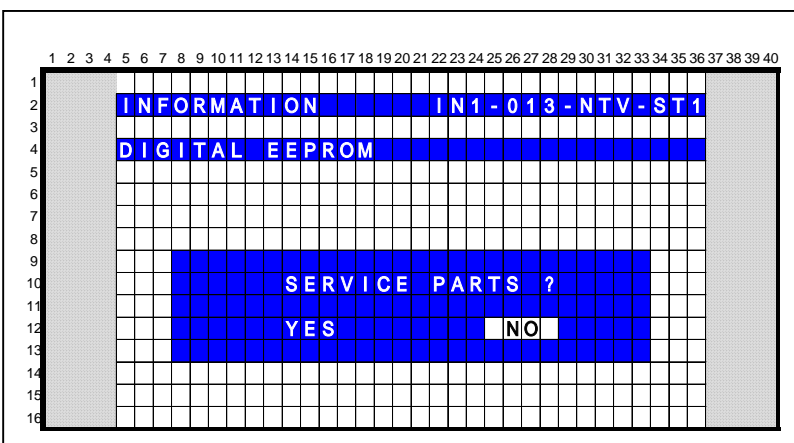 1 2 3 4 5 6 7 8 9 10 11 12 13 14 15 16 17 18 19 20 21 22 23 24 25 26 27 28 29 30 31 32 33 34 35 36 37 38 39 40
1
2 INFORMATION IN1-013-NTV-ST1
3
4 DIGITAL EEPROM
5
6
7
8
9
10 SERVICE PARTS ?
11
12 YES NO
13
14
15
16